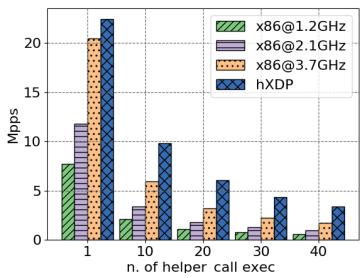 x86@1.2GHz
x86@2.1GHz
x86@3.7GHz
hXDP
Mpps
20
15
10
5
0
1 10 20 30 40
n. of helper call exec